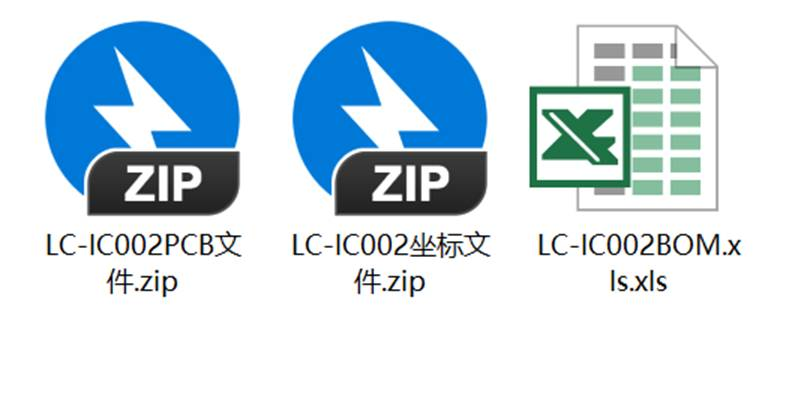 ZIP
ZIP
LC-IC002PCB文
件.zip
LC-IC002坐标文
件.zip
LC-IC002BOM.x
ls.xls